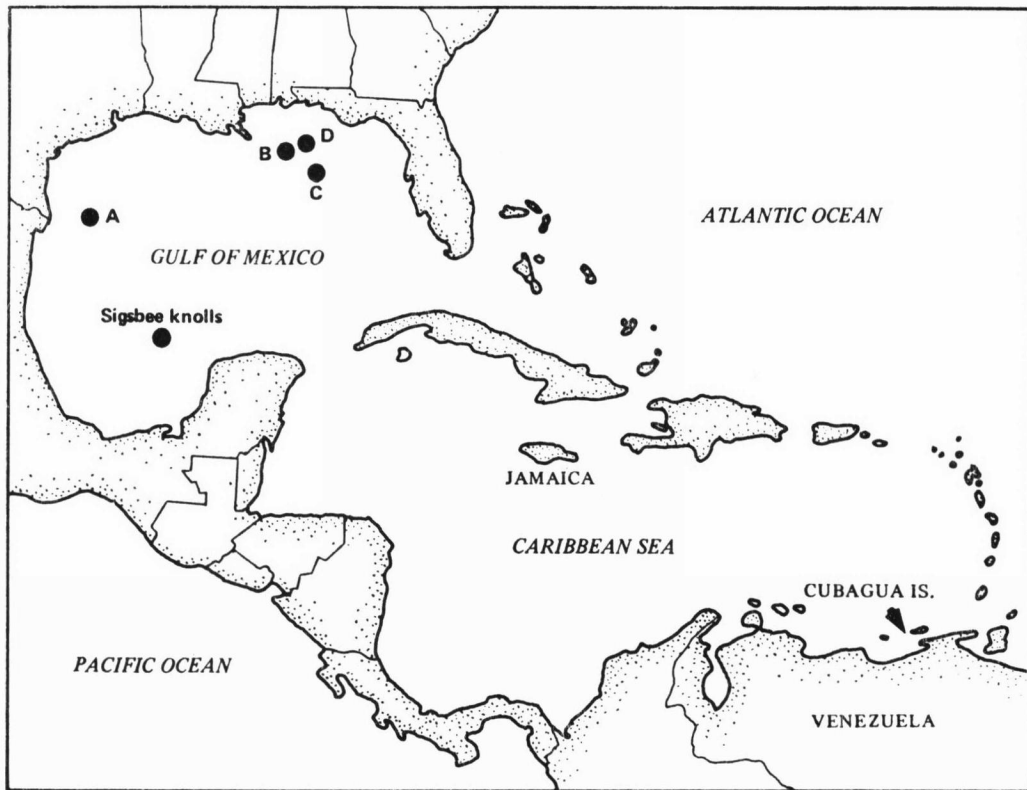 D
B
C
A
ATLANTIC OCEAN
GULF OF MEXICO
Sigsbee knolls
JAMAICA
CARIBBEAN SEA
CUBAGUA IS.
PACIFIC OCEAN
VENEZUELA